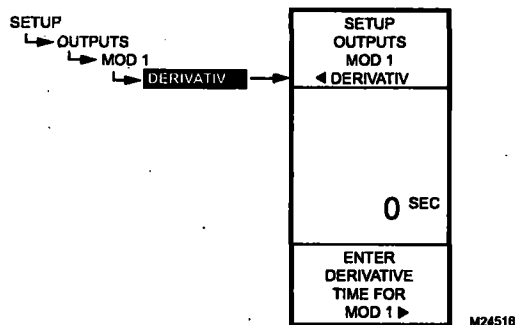 SETUP
OUTPUTS
MOD 1
DERIVATIV
SETUP
OUTPUTS
MOD 1
◀ DERIVATIV
0 SEC
ENTER
DERIVATIVE
TIME FOR
MOD 1 ▶
M24518